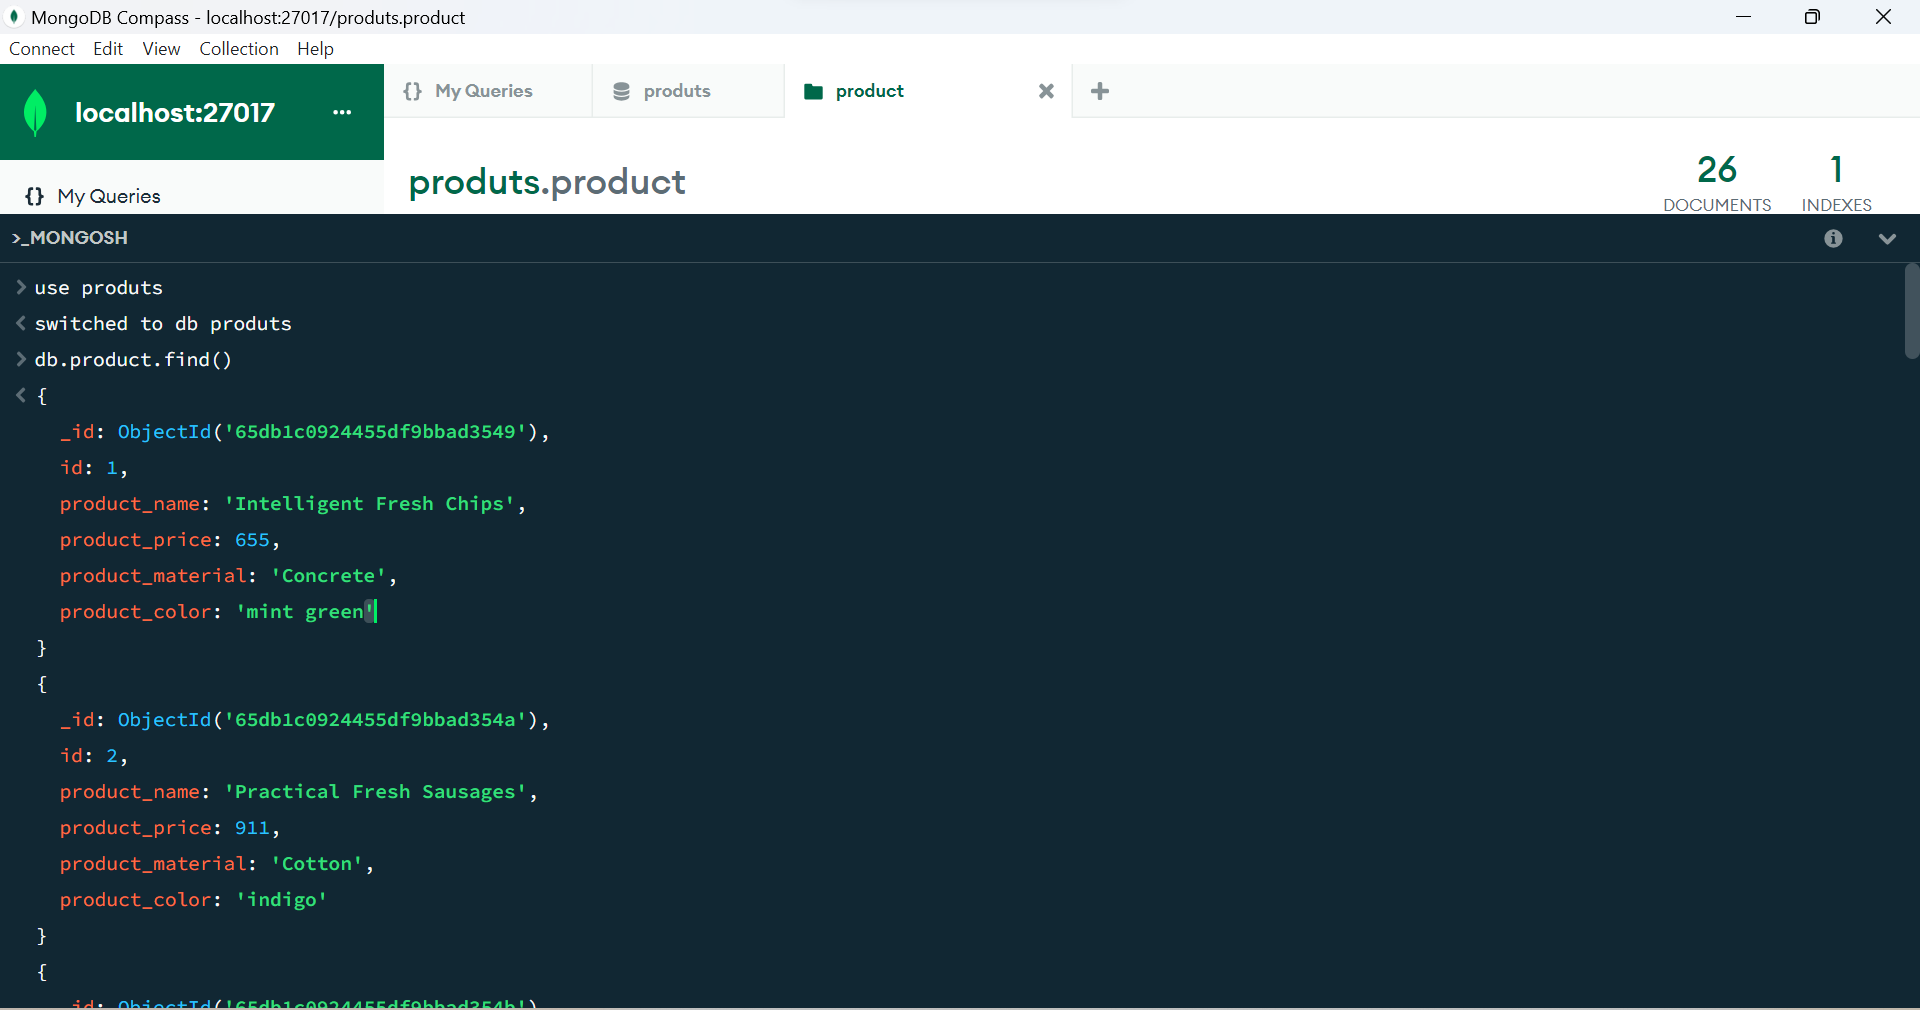 MongoDB Compass - localhost:27017/produts.product
Connect Edit View Collection Help
localhost:27017 ...
{} My Queries
produts
product
{} My Queries
produts.product
26
DOCUMENTS
1
INDEXES
>_MONGOSH
> use produts
< switched to db produts
> db.product.find()
< {
_id: ObjectId('65db1c0924455df9bbad3549'),
id: 1,
product_name: 'Intelligent Fresh Chips',
product_price: 655,
product_material: 'Concrete',
product_color: 'mint green'
}
{
_id: ObjectId('65db1c0924455df9bbad354a'),
id: 2,
product_name: 'Practical Fresh Sausages',
product_price: 911,
product_material: 'Cotton',
product_color: 'indigo'
}
{
_id: ObjectId('65db1c0924455df9bbad354b')